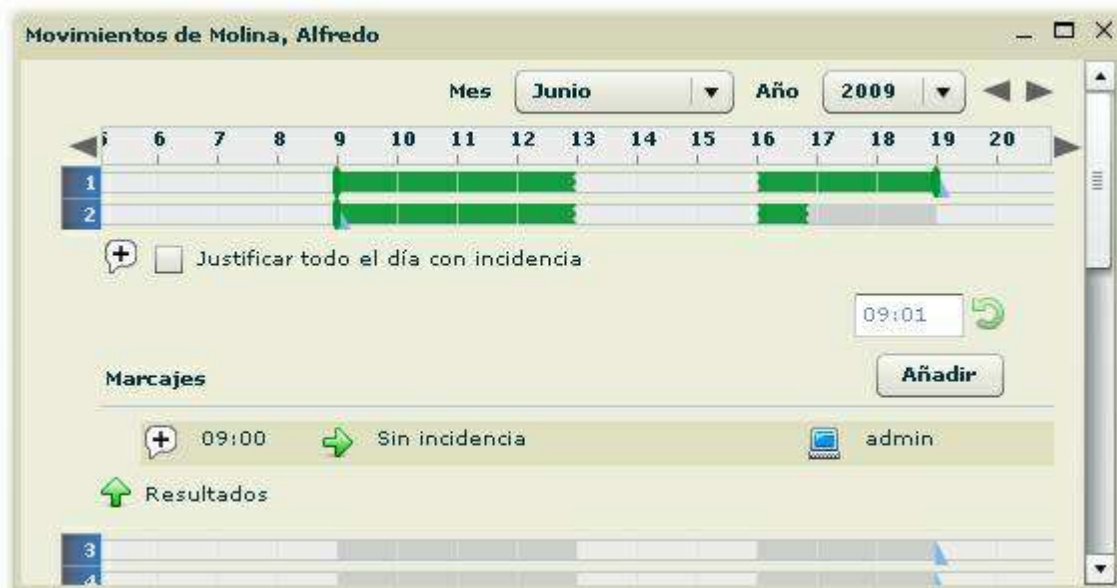 Movimientos de Molina, Alfredo
Mes Junio Año 2009
6 7 8 9 10 11 12 13 14 15 16 17 18 19 20
1
2
Justificar todo el día con incidencia
09:01
Marcajes Añadir
09:00 Sin incidencia admin
Resultados
3
4